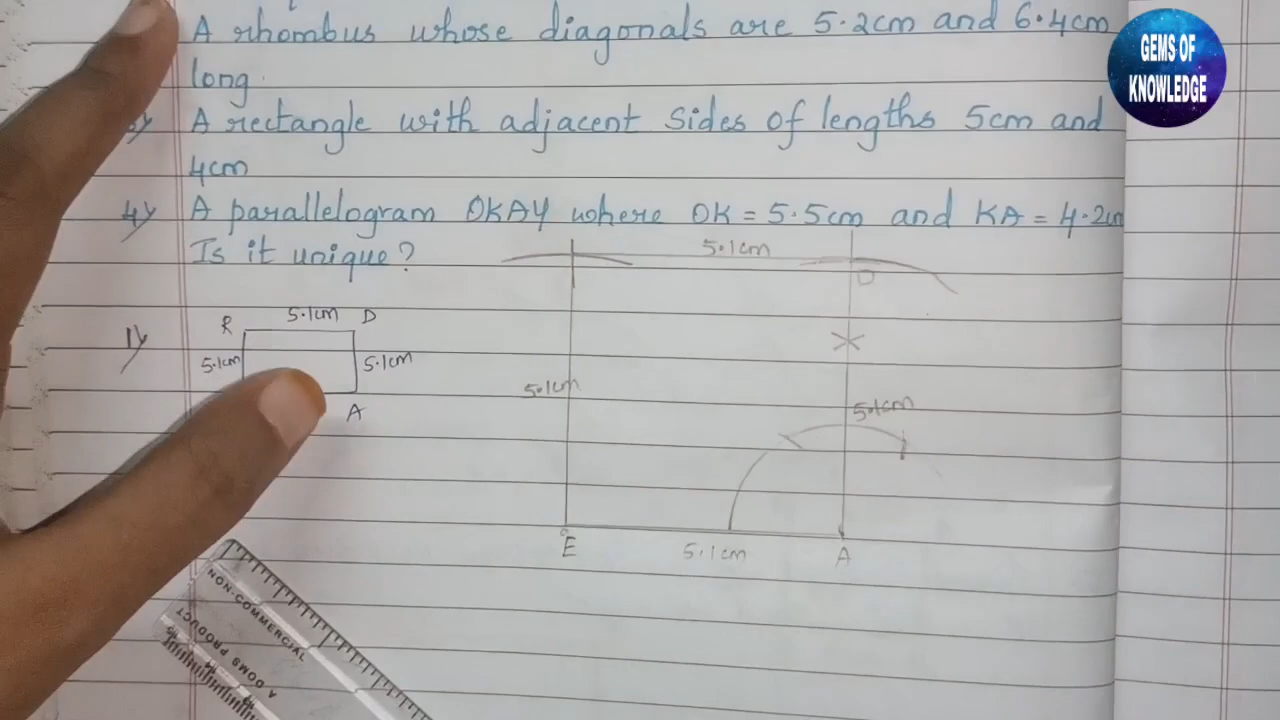 A rhombus whose diagonals are 5.2cm and 6.4cm
long.
GEMS OF
KNOWLEDGE
A rectangle with adjacent sides of lengths 5cm and
4cm
4) A parallelogram OKAY where OK = 5.5cm and KA = 4.2cm
Is it unique?
5.1cm
D
1)
R 5.1cm D
5.1cm 5.1cm
A
5.1cm 5.1cm
E 5.1cm A
NON-COMMERCIAL
A DOMS PRODUCT